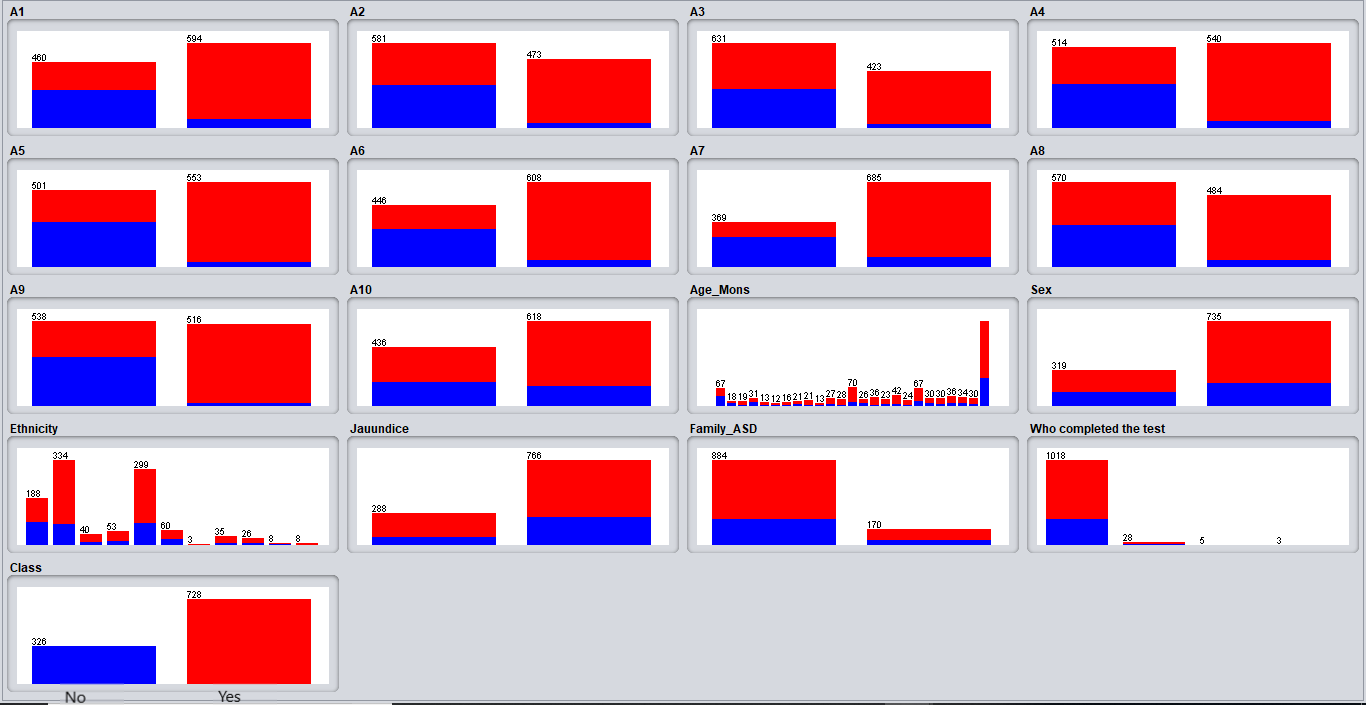 A1 A2 A3 A4
460 594 581 473 631 423 514 540
A5 A6 A7 A8
501 553 446 608 369 685 570 484
A9 A10 Age_Mons Sex
538 516 436 618 67 18 19 31 13 12 16 21 21 13 27 28 70 26 36 23 42 24 67 30 30 36 34 30 319 735
Ethnicity Jauundice Family_ASD Who completed the test
188 334 40 53 299 60 3 35 26 8 8 288 766 884 170 1018 28 5 3
Class
326 728
No Yes